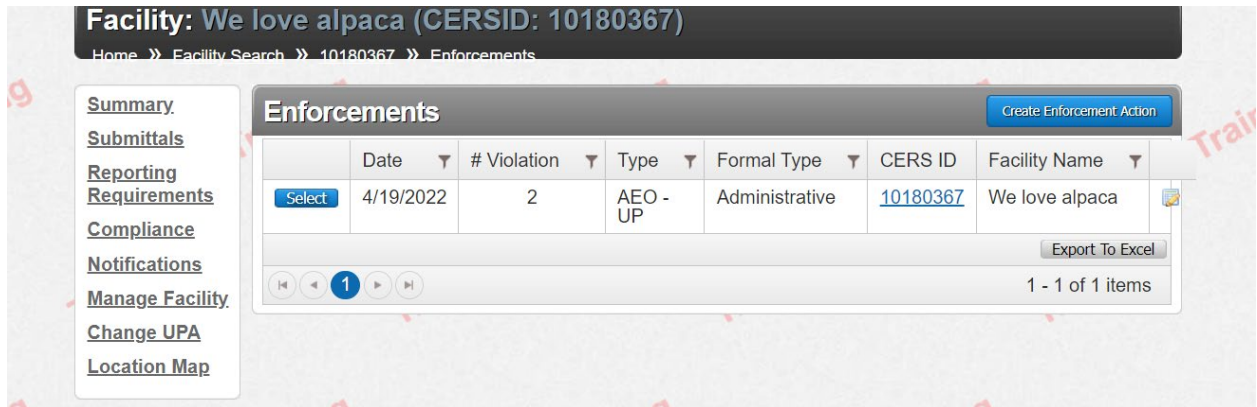 Facility: We love alpaca (CERSID: 10180367)
Home » Facility Search » 10180367 » Enforcements
Summary
Submittals
Reporting
Requirements
Compliance
Notifications
Manage Facility
Change UPA
Location Map
Enforcements
Create Enforcement Action
Date # Violation Type Formal Type CERS ID Facility Name
Select 4/19/2022 2 AEO - Administrative 10180367 We love alpaca
UP
Export To Excel
1
1 - 1 of 1 items